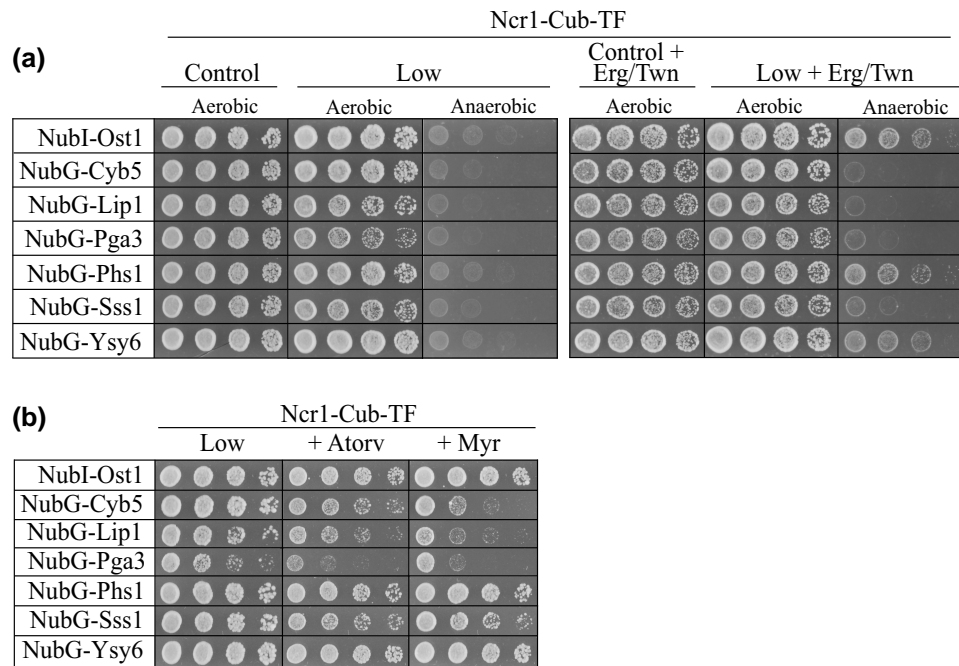 Ncr1-Cub-TF
(a)
Control Low Control + Erg/Twn Low + Erg/Twn
Aerobic Aerobic Anaerobic Aerobic Aerobic Anaerobic
NubI-Ost1
NubG-Cyb5
NubG-Lip1
NubG-Pga3
NubG-Phs1
NubG-Sss1
NubG-Ysy6
(b)
Ncr1-Cub-TF
Low + Atorv + Myr
NubI-Ost1
NubG-Cyb5
NubG-Lip1
NubG-Pga3
NubG-Phs1
NubG-Sss1
NubG-Ysy6